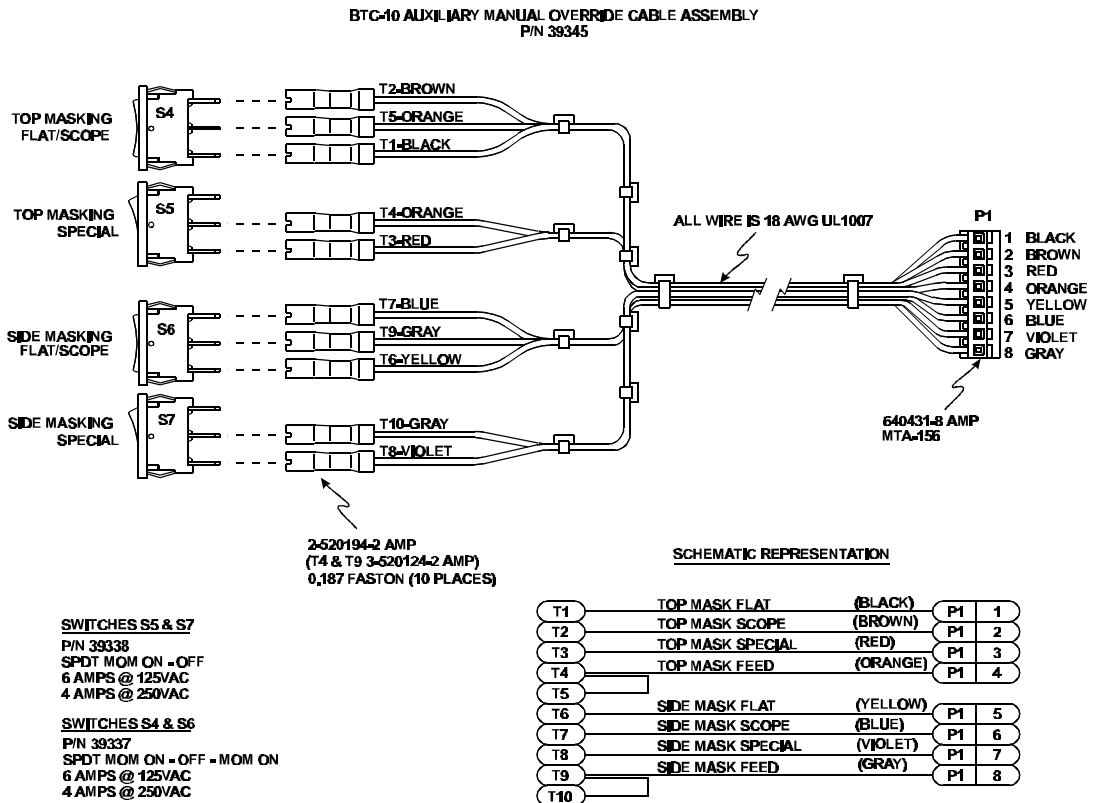 BTC-10 AUXILIARY MANUAL OVERRIDE CABLE ASSEMBLY
P/N 39345
TOP MASKING
FLAT/SCOPE
S4
T2-BROWN
T5-ORANGE
T1-BLACK
TOP MASKING
SPECIAL
S5
T4-ORANGE
T3-RED
SIDE MASKING
FLAT/SCOPE
S6
T7-BLUE
T9-GRAY
T6-YELLOW
SIDE MASKING
SPECIAL
S7
T10-GRAY
T8-VIOLET
ALL WIRE IS 18 AWG UL1007
P1
1 BLACK
2 BROWN
3 RED
4 ORANGE
5 YELLOW
6 BLUE
7 VIOLET
8 GRAY
640431-8 AMP
MTA-156
2-520194-2 AMP
(T4 & T9 3-520124-2 AMP)
0.187 FASTON (10 PLACES)
SWITCHES S5 & S7
P/N 39338
SPDT MOM ON - OFF
6 AMPS @ 125VAC
4 AMPS @ 250VAC
SWITCHES S4 & S6
P/N 39337
SPDT MOM ON - OFF - MOM ON
6 AMPS @ 125VAC
4 AMPS @ 250VAC
SCHEMATIC REPRESENTATION
T1 TOP MASK FLAT (BLACK) P1 1
T2 TOP MASK SCOPE (BROWN) P1 2
T3 TOP MASK SPECIAL (RED) P1 3
T4 TOP MASK FEED (ORANGE) P1 4
T5
T6 SIDE MASK FLAT (YELLOW) P1 5
T7 SIDE MASK SCOPE (BLUE) P1 6
T8 SIDE MASK SPECIAL (VIOLET) P1 7
T9 SIDE MASK FEED (GRAY) P1 8
T10